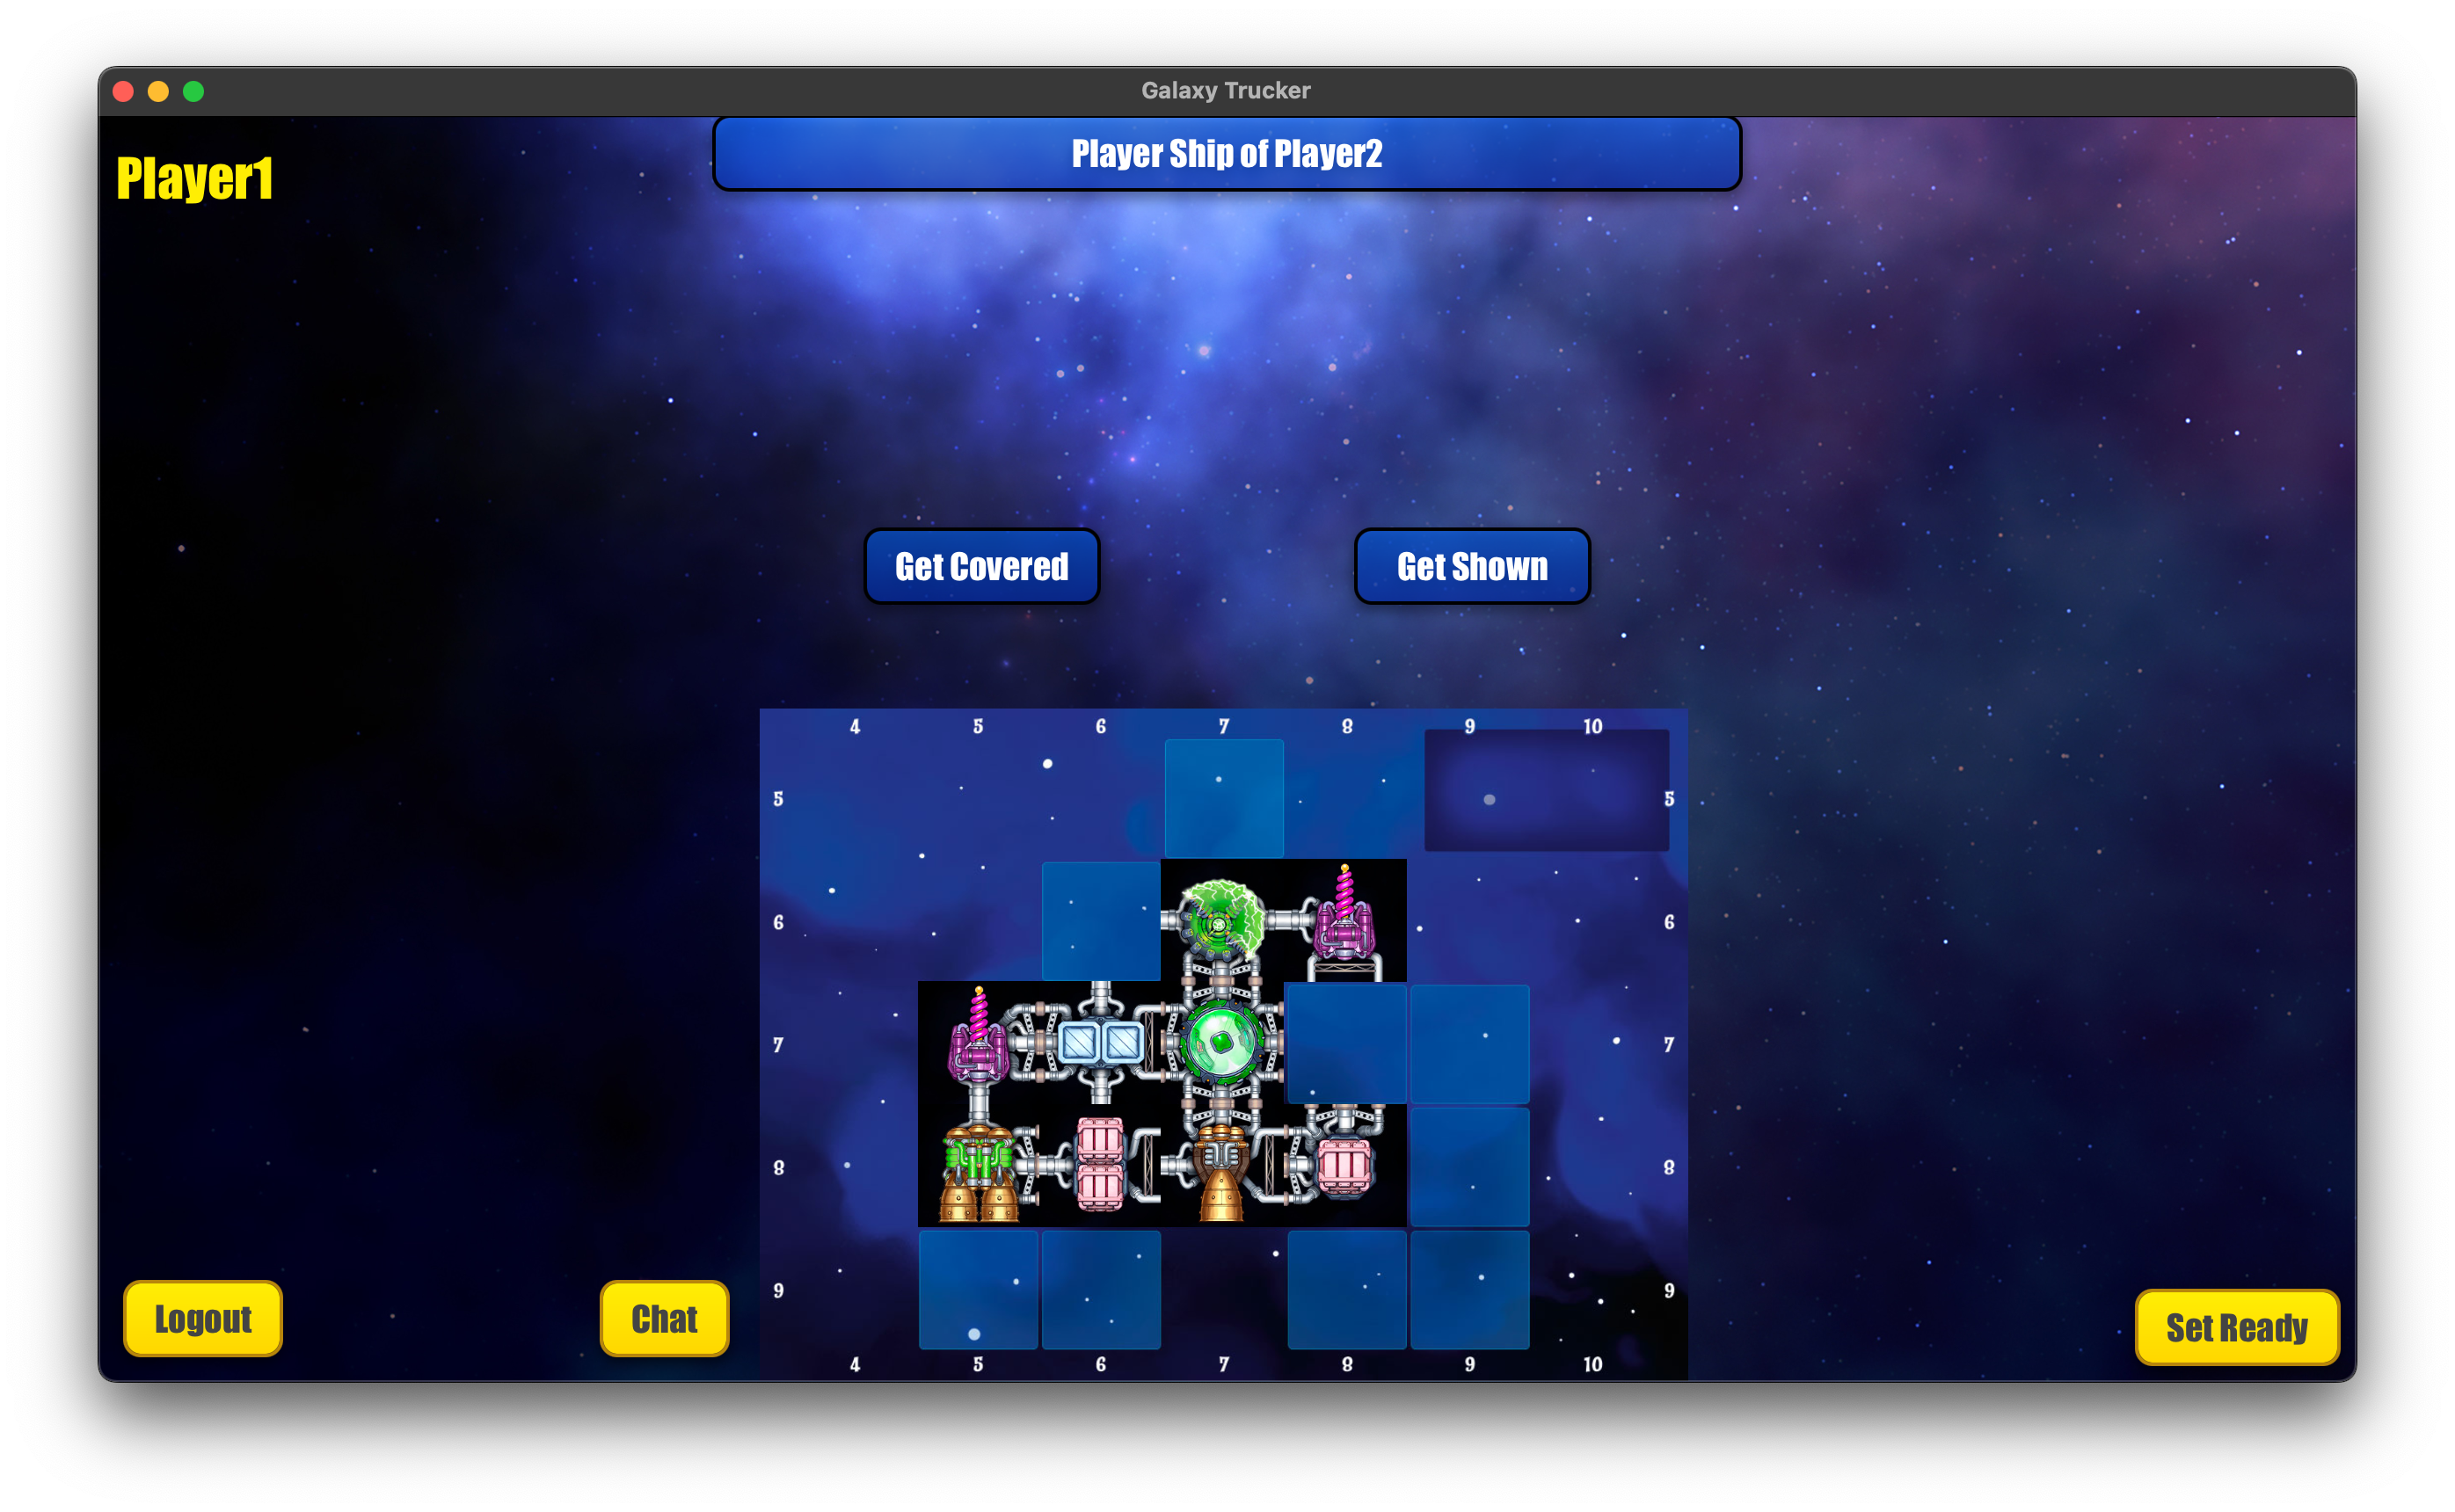 Galaxy Trucker
Player1
Player Ship of Player2
Get Covered
Get Shown
4 5 6 7 8 9 10
5 5
6 6
7 7
8 8
9 9
4 5 6 7 8 9 10
Logout
Chat
Set Ready